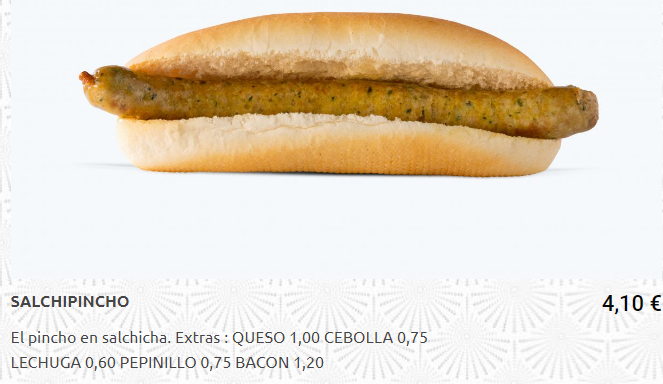 SALCHIPINCHO
4,10 €
El pincho en salchicha. Extras : QUESO 1,00 CEBOLLA 0,75
LECHUGA 0,60 PEPINILLO 0,75 BACON 1,20